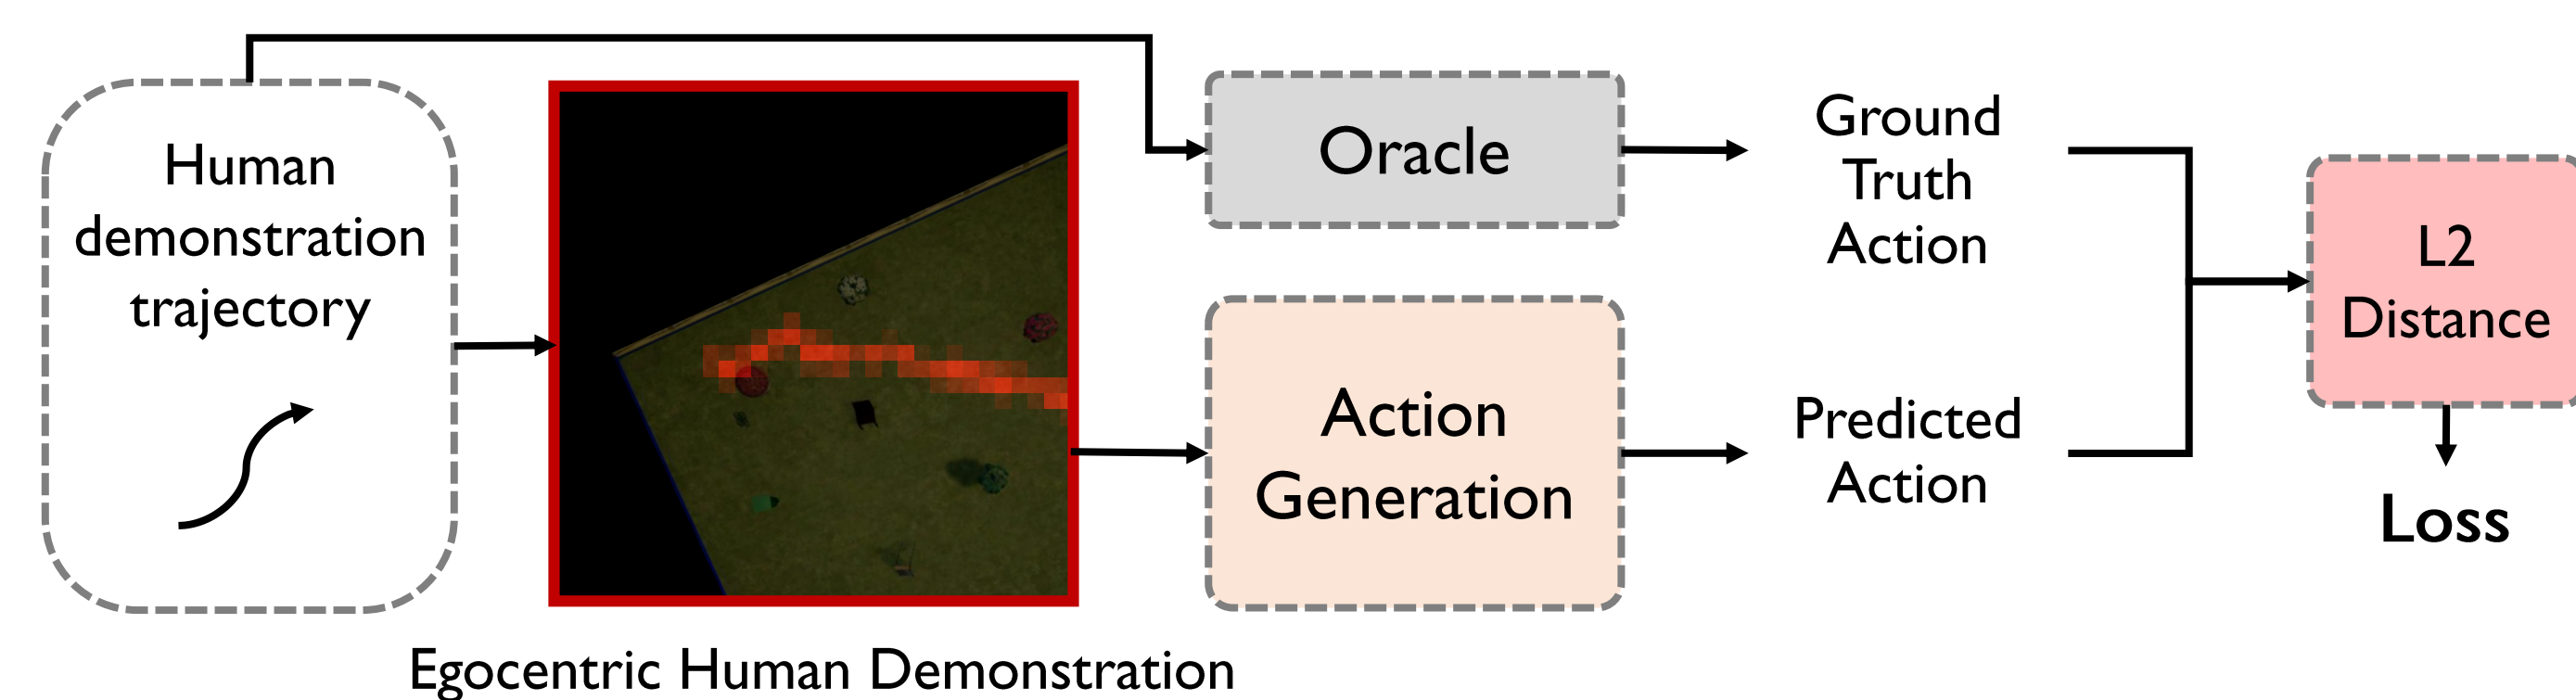 Human
demonstration
trajectory
Egocentric Human Demonstration
Oracle
Action
Generation
Ground
Truth
Action
Predicted
Action
L2
Distance
Loss